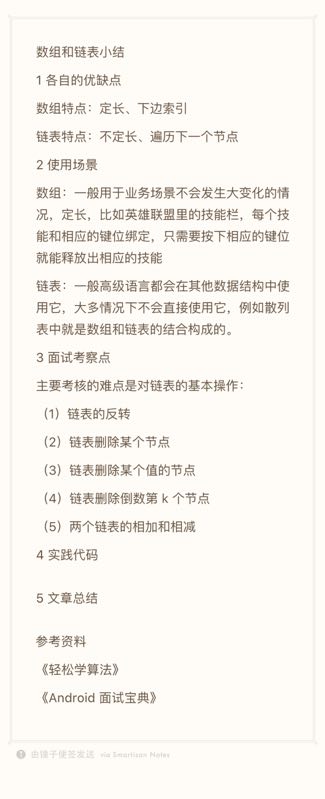 数组和链表小结
1 各自的优缺点
数组特点：定长、下边索引
链表特点：不定长、遍历下一个节点
2 使用场景
数组：一般用于业务场景不会发生大变化的情
况，定长，比如英雄联盟里的技能栏，每个技
能和相应的键位绑定，只需要按下相应的键位
就能释放出相应的技能
链表：一般高级语言都会在其他数据结构中使
用它，大多情况下不会直接使用它，例如散列
表中就是数组和链表的结合构成的。
3 面试考察点
主要考核的难点是对链表的基本操作：
（1）链表的反转
（2）链表删除某个节点
（3）链表删除某个值的节点
（4）链表删除倒数第 k 个节点
（5）两个链表的相加和相减
4 实践代码
5 文章总结
参考资料
《轻松学算法》
《Android 面试宝典》
由锤子便签发送 via Smartisan Notes